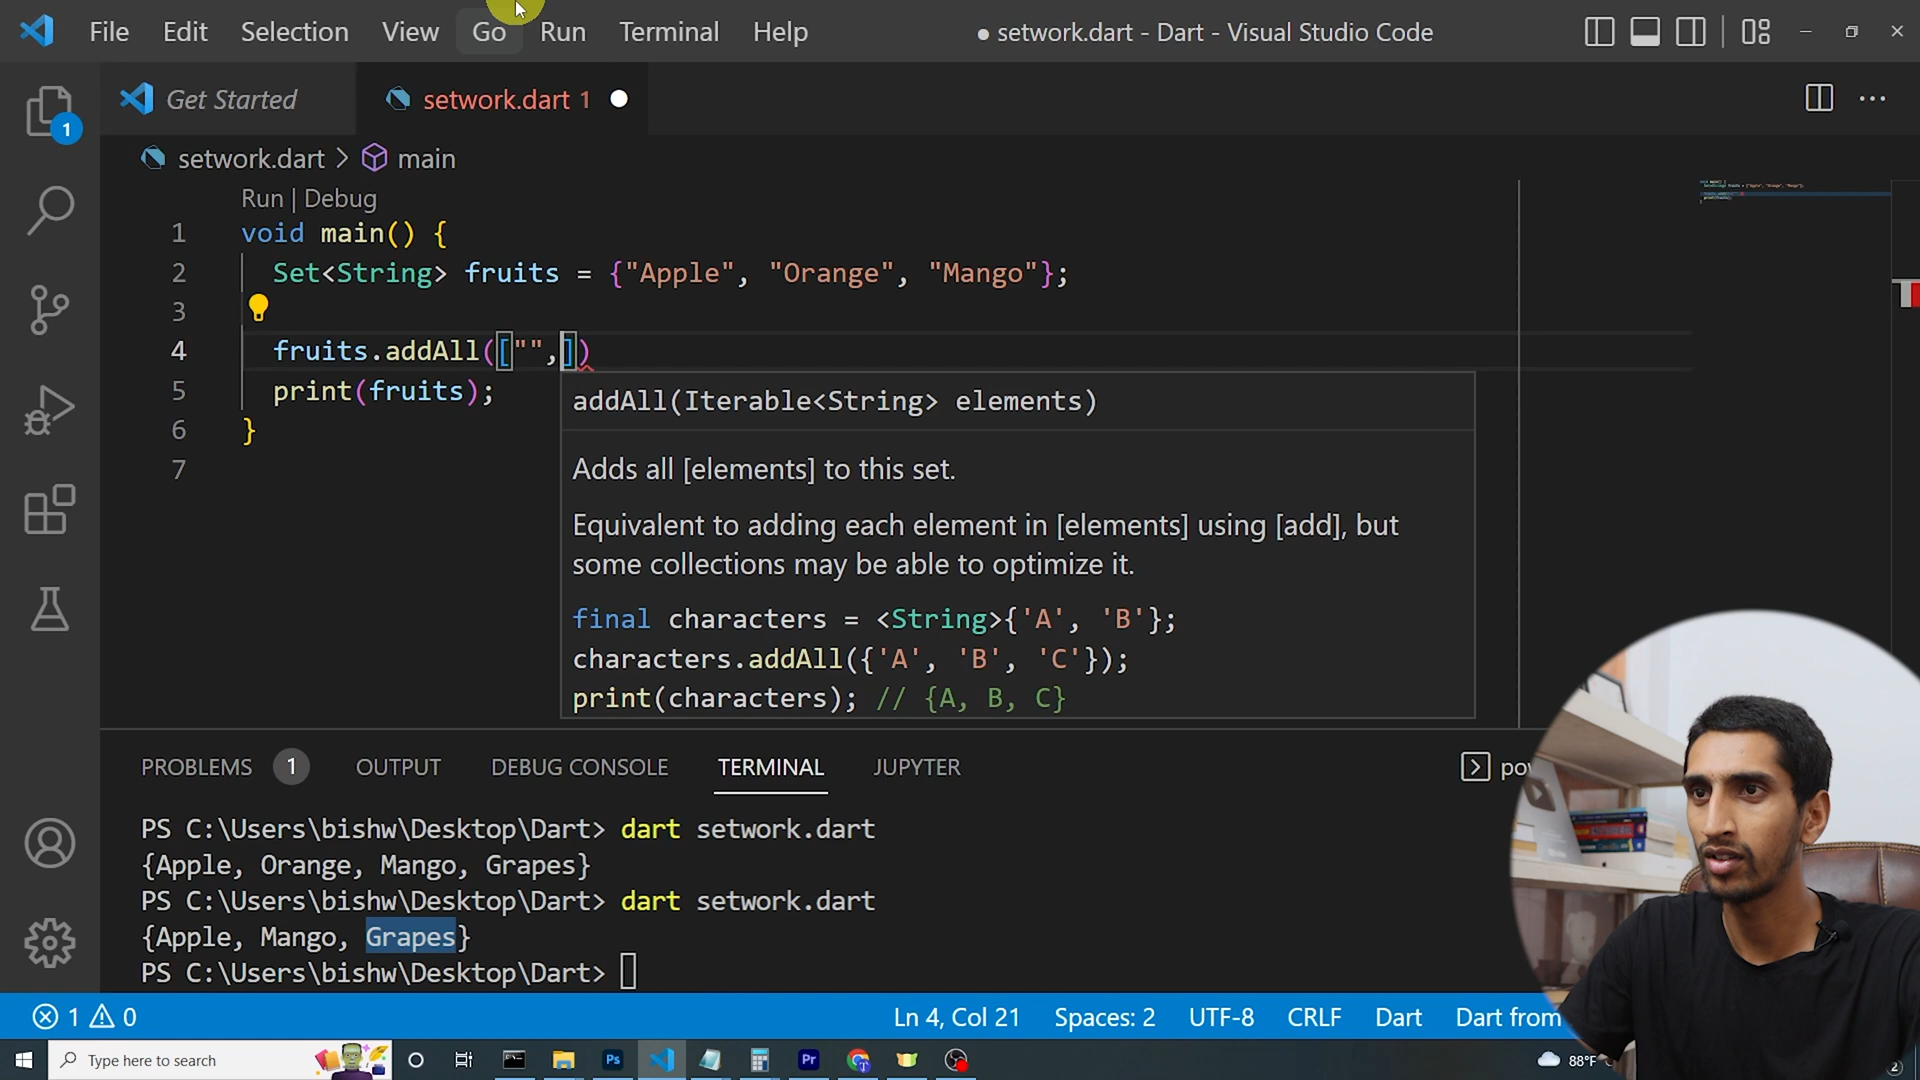 File Edit Selection View Go Run Terminal Help
● setwork.dart - Dart - Visual Studio Code
Get Started
setwork.dart 1
setwork.dart > main
Run | Debug
1 void main() {
2 Set<String> fruits = {"Apple", "Orange", "Mango"};
3
4 fruits.addAll(["",])
5 print(fruits);
6 }
7
addAll(Iterable<String> elements)
Adds all [elements] to this set.
Equivalent to adding each element in [elements] using [add], but
some collections may be able to optimize it.
final characters = <String>{'A', 'B'};
characters.addAll({'A', 'B', 'C'});
print(characters); // {A, B, C}
1
PROBLEMS 1 OUTPUT DEBUG CONSOLE TERMINAL JUPYTER
PS C:\Users\bishw\Desktop\Dart> dart setwork.dart
{Apple, Orange, Mango, Grapes}
PS C:\Users\bishw\Desktop\Dart> dart setwork.dart
{Apple, Mango, Grapes}
PS C:\Users\bishw\Desktop\Dart>
1 0 Ln 4, Col 21 Spaces: 2 UTF-8 CRLF Dart Dart from
Type here to search
Ps
Pr
88°F
2